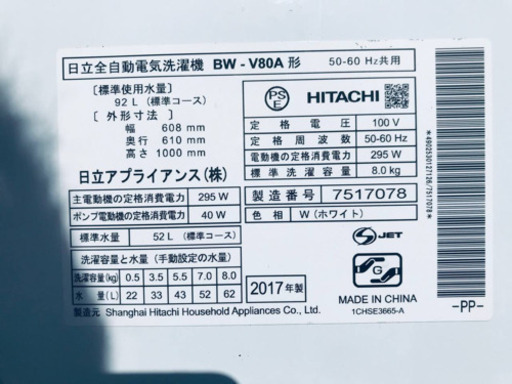 日立全自動電気洗濯機 BW-V80A形 50-60 Hz共用
[標準使用水量]
92 L (標準コース)
[外形寸法]
幅 608 mm
奥行 610 mm
高さ 1000 mm
日立アプライアンス(株)
主電動機の定格消費電力 295 W
ポンプ電動機の定格消費電力 40 W
標準水量 52 L (標準コース)
洗濯容量と水量 (手動設定の水量)
洗濯容量(kg) 0.5 3.5 5.5 7.0 8.0
水量(L) 22 33 43 52 62
製造元 Shanghai Hitachi Household Appliances Co., Ltd.
PSE
HITACHI
定格電圧 100 V
定格周波数 50-60 Hz
電動機の定格消費電力 295 W
標準洗濯容量 8.0kg
製造番号 7517078
色相 W (ホワイト)
2017年製
JET
G
MADE IN CHINA
1CHSE3665-A
*4902530127126/7517078*
-PP-